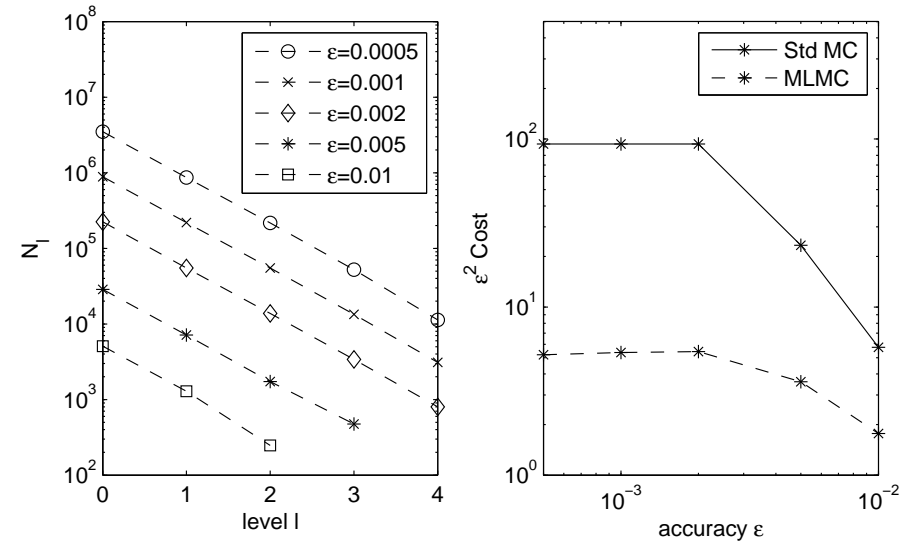 10^8
10^7
10^6
10^5
10^4
10^3
10^2
N_l
0 1 2 3 4
level l
ε=0.0005
ε=0.001
ε=0.002
ε=0.005
ε=0.01
10^2
10^1
10^0
ε^2 Cost
10^-3 10^-2
accuracy ε
Std MC
MLMC